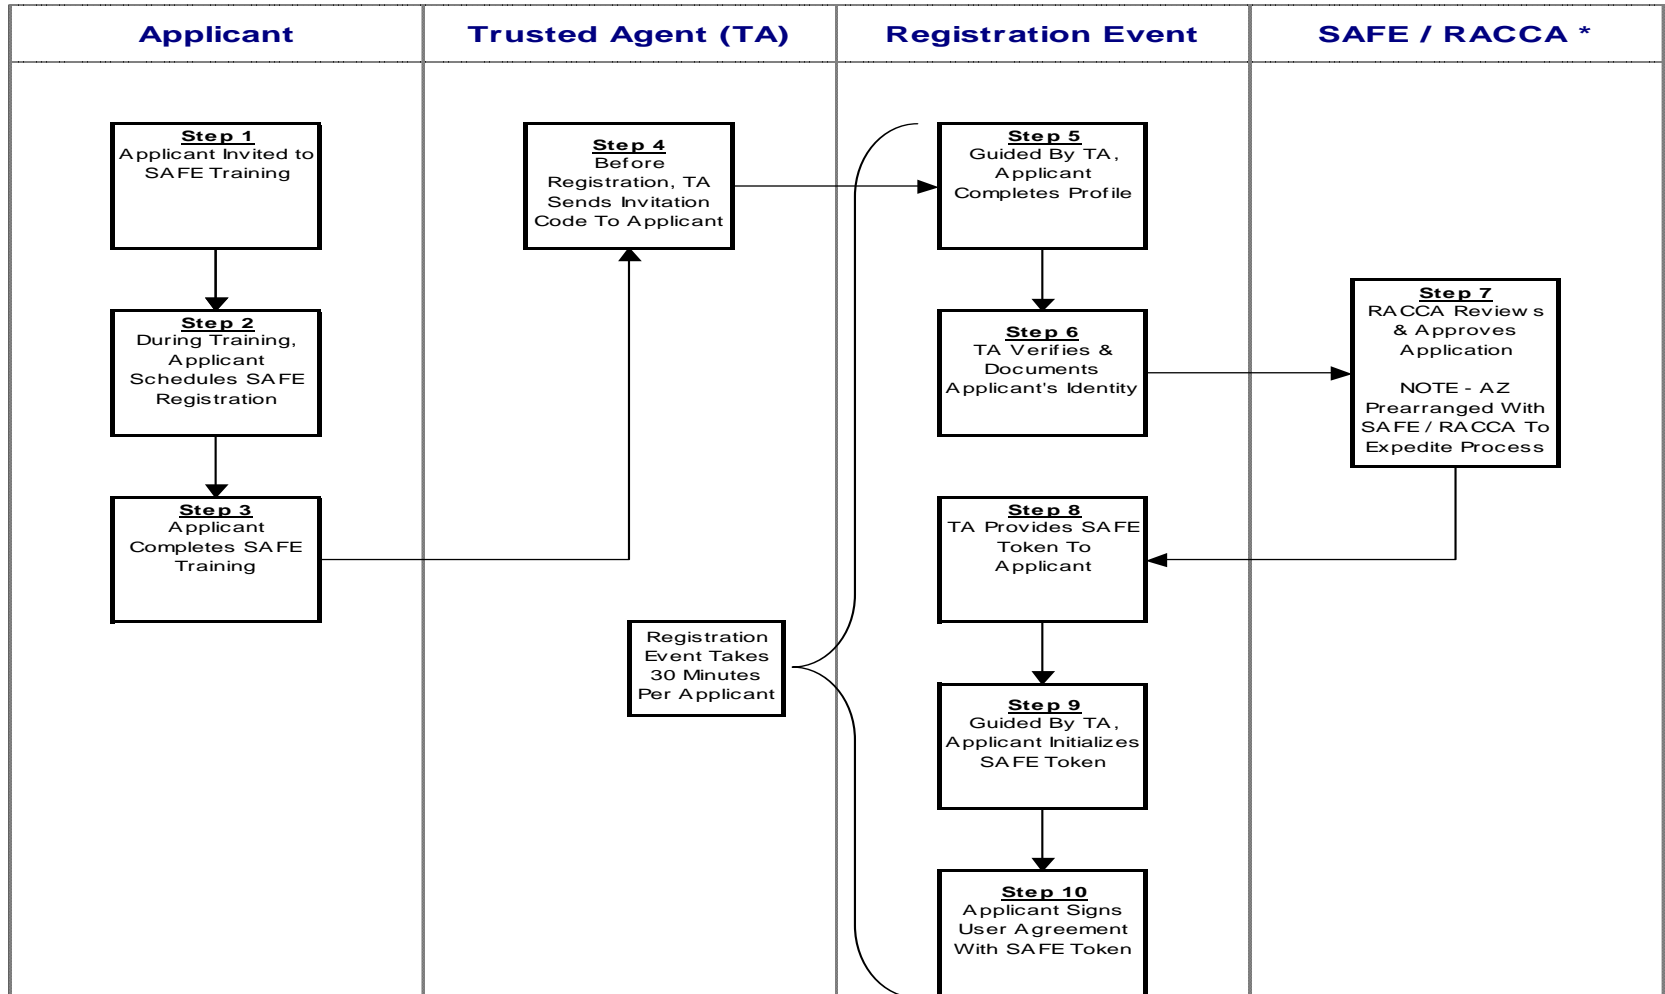 Applicant
Trusted Agent (TA)
Registration Event
SAFE / RACCA *
Step 1
Applicant Invited to
SAFE Training
Step 2
During Training,
Applicant
Schedules SAFE
Registration
Step 3
Applicant
Completes SAFE
Training
Step 4
Before
Registration, TA
Sends Invitation
Code To Applicant
Registration
Event Takes
30 Minutes
Per Applicant
Step 5
Guided By TA,
Applicant
Completes Profile
Step 6
TA Verifies &
Documents
Applicant's Identity
Step 7
RACCA Reviews
& Approves
Application
NOTE - AZ
Prearranged With
SAFE / RACCA To
Expedite Process
Step 8
TA Provides SAFE
Token To
Applicant
Step 9
Guided By TA,
Applicant Initializes
SAFE Token
Step 10
Applicant Signs
User Agreement
With SAFE Token